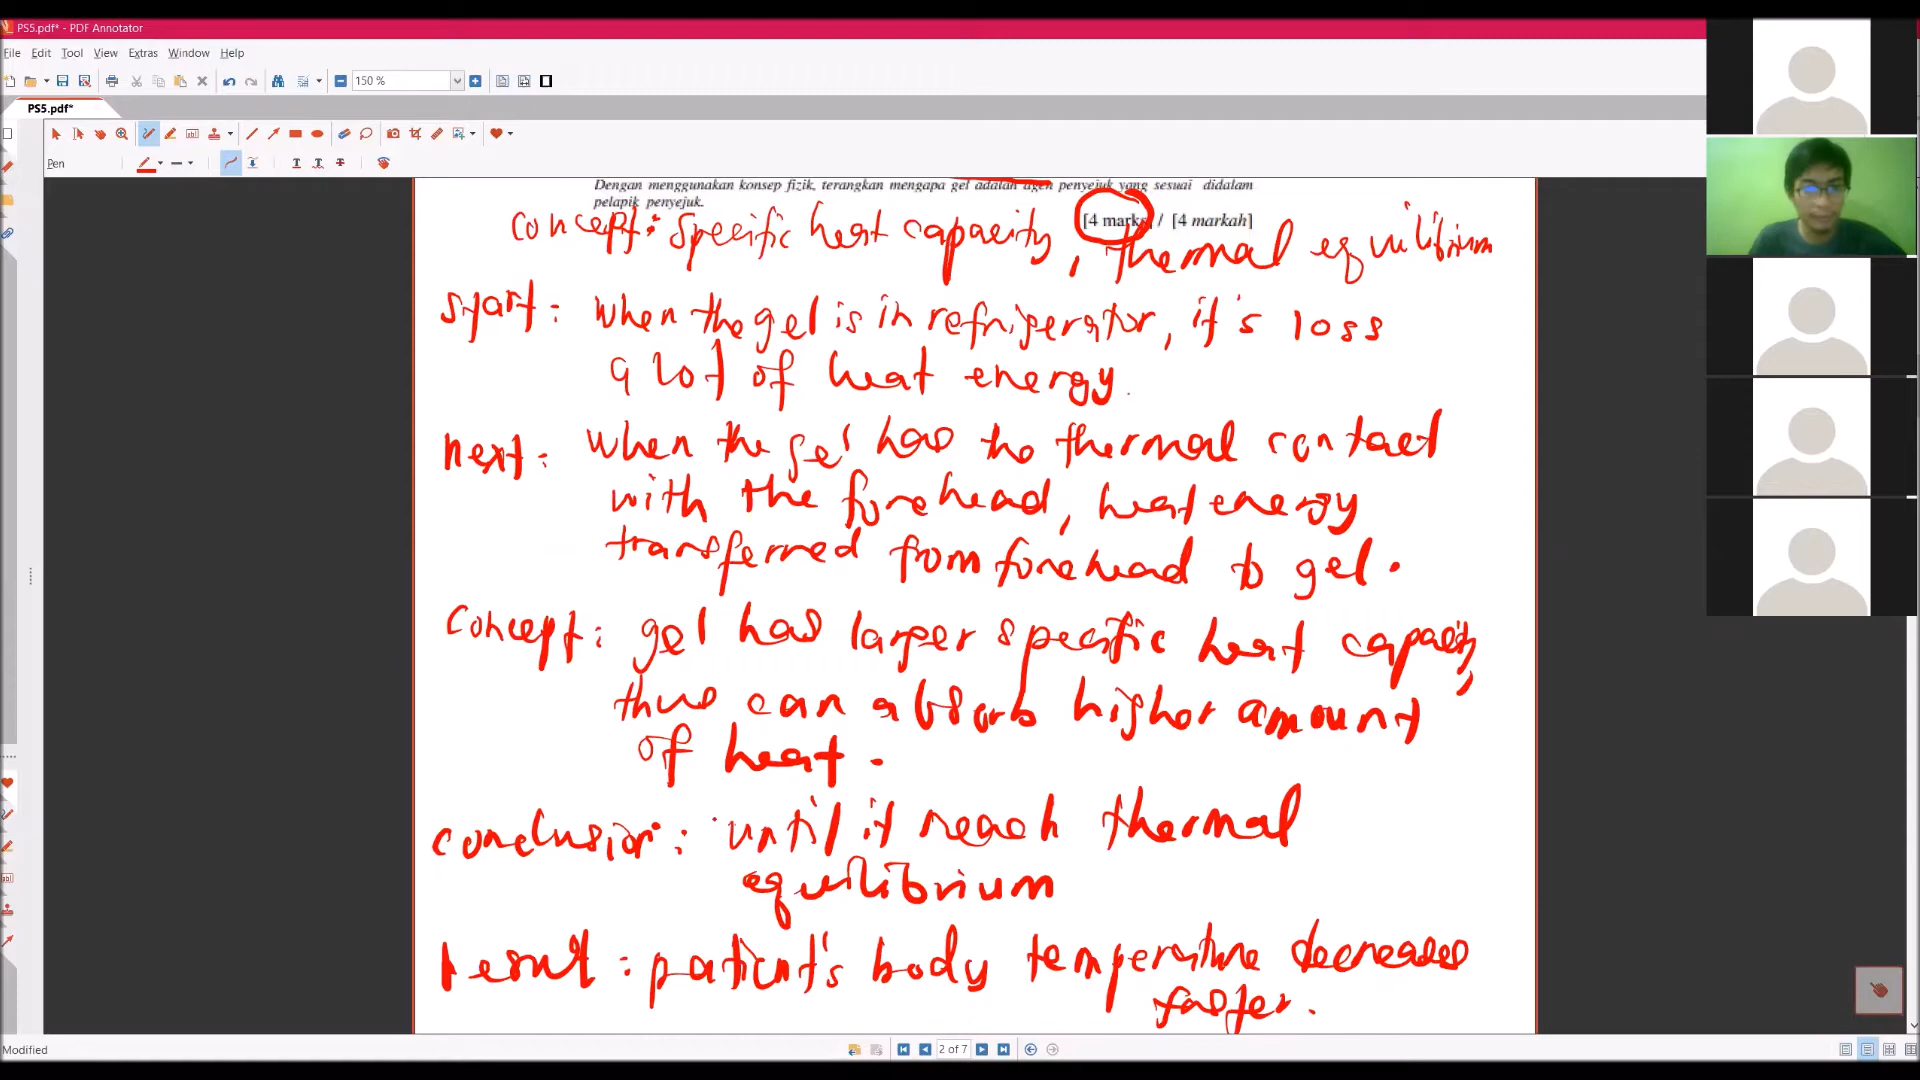 PS5.pdf* - PDF Annotator
File Edit Tool View Extras Window Help
150 %
PS5.pdf*
Pen
Dengan menggunakan konsep fizik, terangkan mengapa gel adalah agen penyejuk yang sesuai didalam
pelapik penyejuk.
[4 marks] / [4 markah]
concept: specific heat capacity, thermal equilibrium
start: when the gel is in refrigerator, it's loss
a lot of heat energy.
next: when the gel has the thermal contact
with the forehead, heat energy
transferred from forehead to gel.
concept: gel has larger specific heat capacity,
thus can absorb higher amount
of heat.
conclusion: until it reach thermal
equilibrium
result: patient's body temperature decreases
faster.
Modified
2 of 7